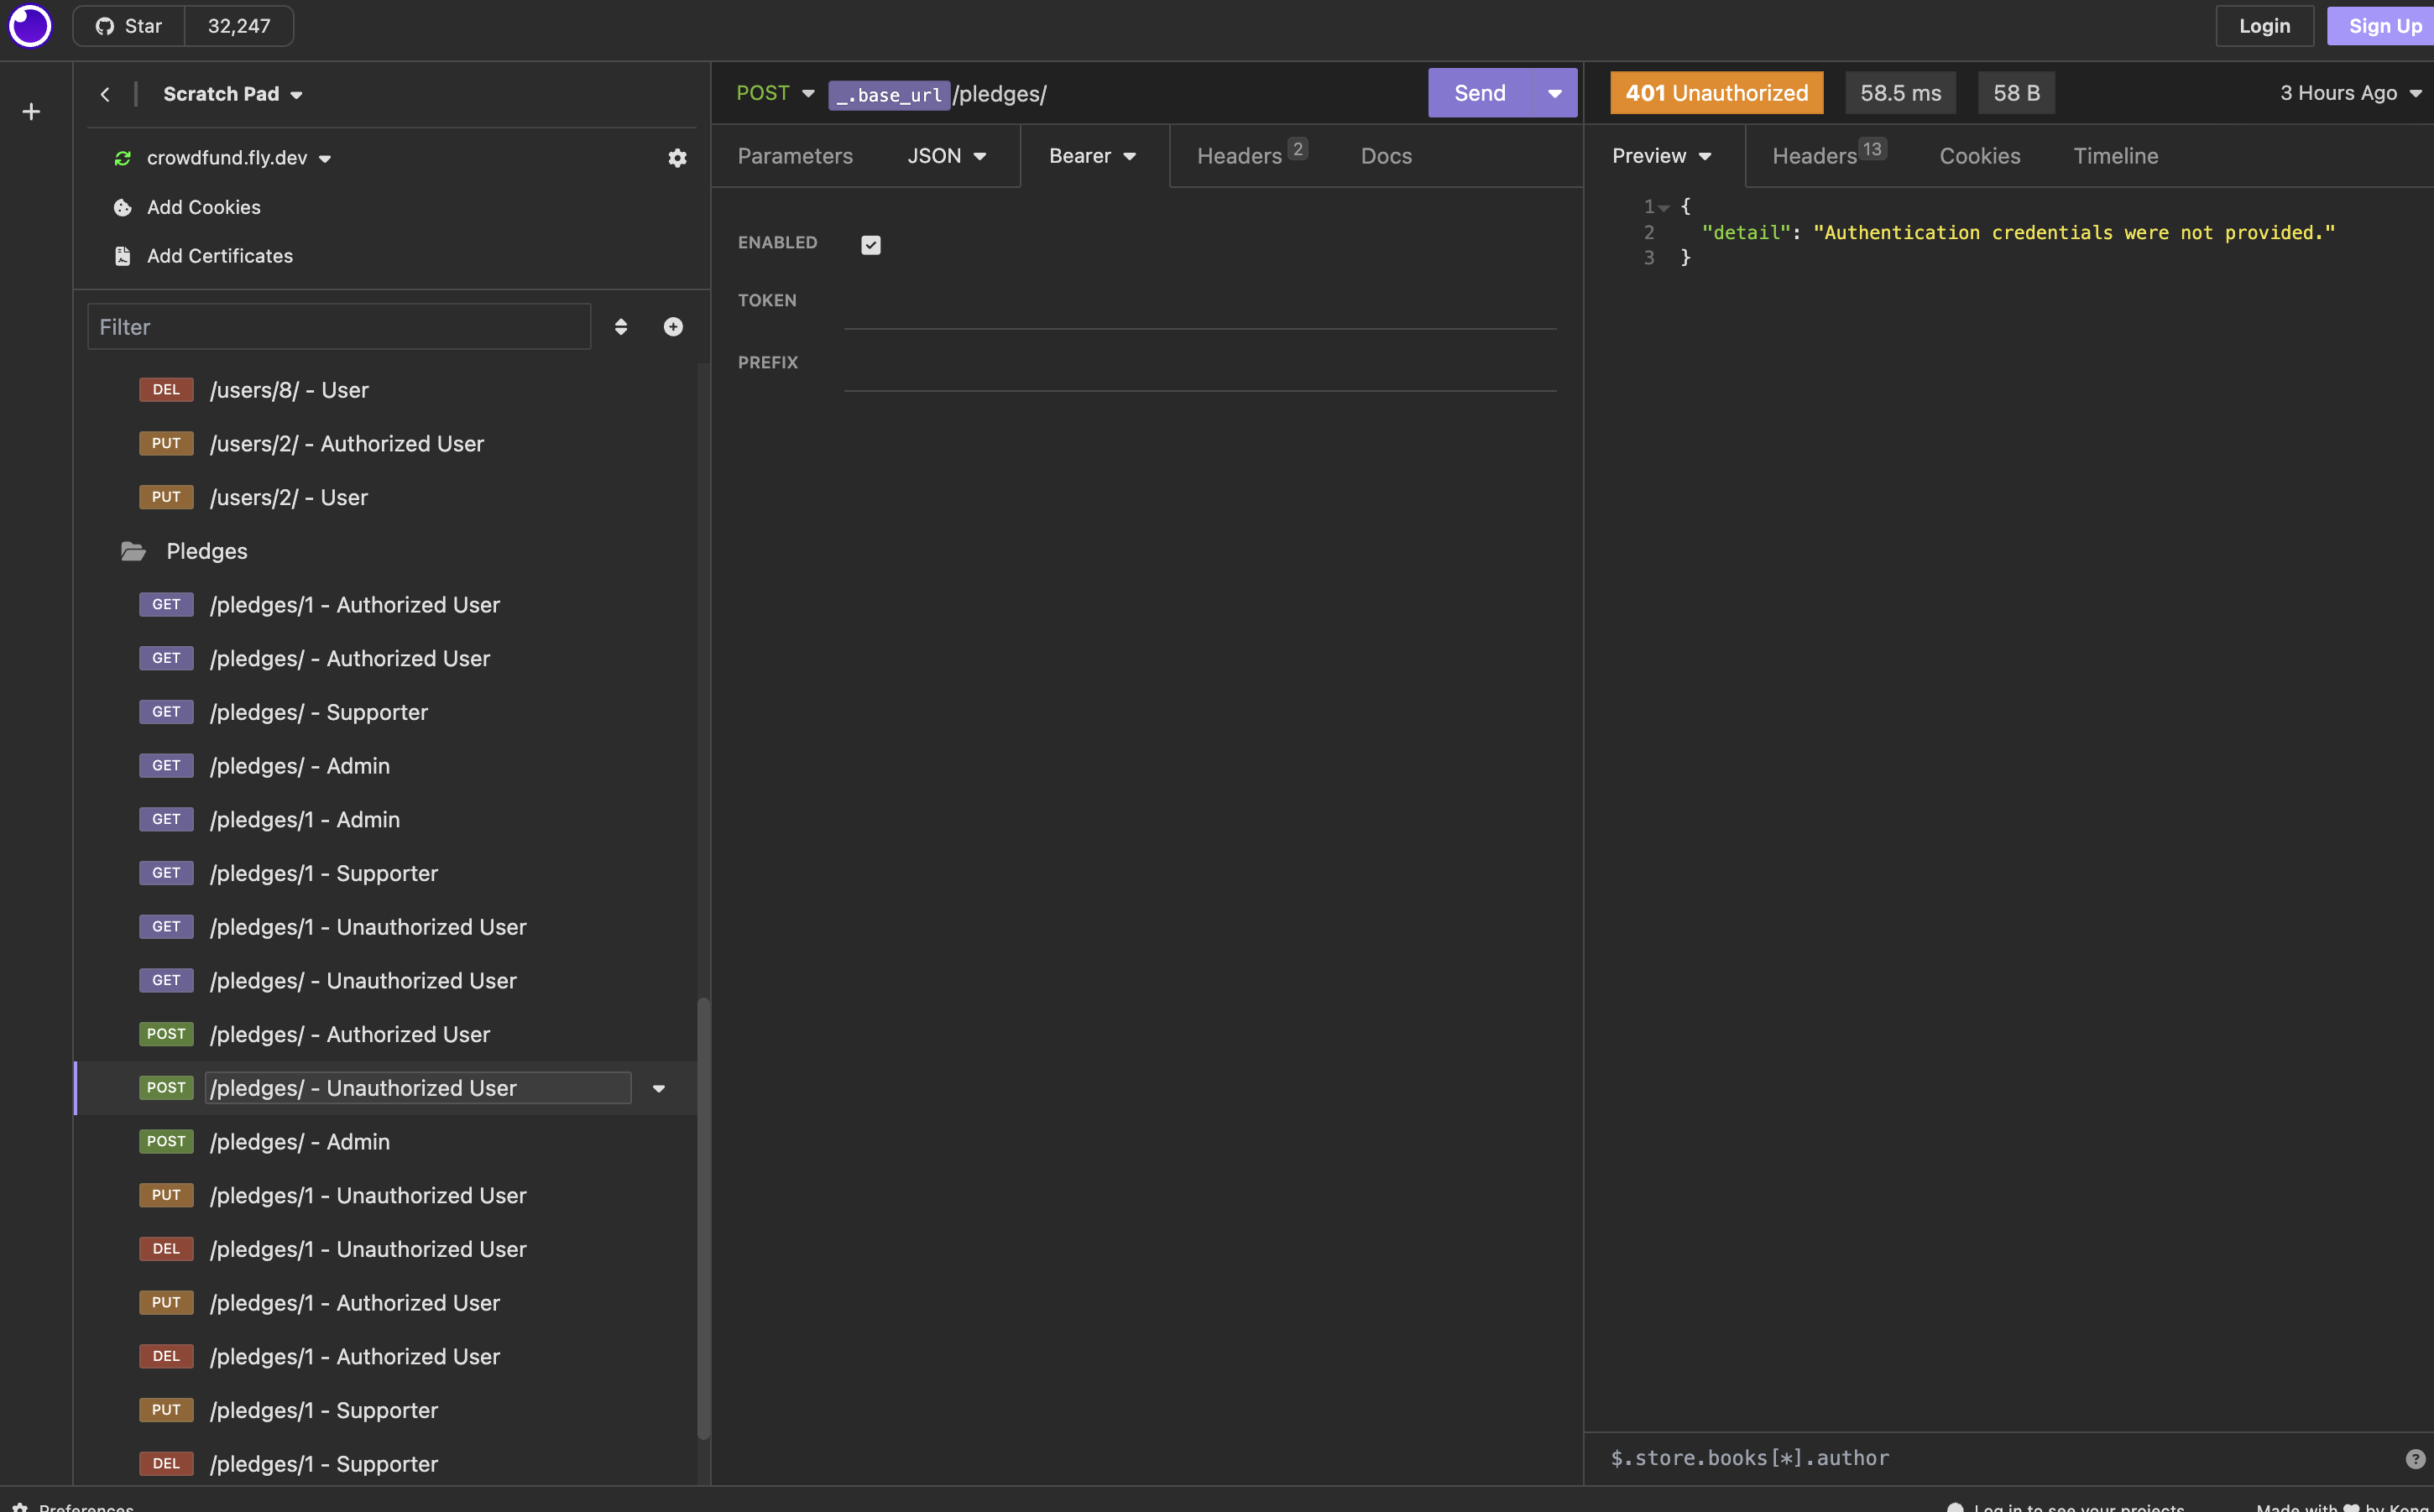 Star 32,247
Login Sign Up
Scratch Pad
crowdfund.fly.dev
Add Cookies
Add Certificates
Filter
DEL /users/8/ - User
PUT /users/2/ - Authorized User
PUT /users/2/ - User
Pledges
GET /pledges/1 - Authorized User
GET /pledges/ - Authorized User
GET /pledges/ - Supporter
GET /pledges/ - Admin
GET /pledges/1 - Admin
GET /pledges/1 - Supporter
GET /pledges/1 - Unauthorized User
GET /pledges/ - Unauthorized User
POST /pledges/ - Authorized User
POST /pledges/ - Unauthorized User
POST /pledges/ - Admin
PUT /pledges/1 - Unauthorized User
DEL /pledges/1 - Unauthorized User
PUT /pledges/1 - Authorized User
DEL /pledges/1 - Authorized User
PUT /pledges/1 - Supporter
DEL /pledges/1 - Supporter
POST _.base_url/pledges/ Send
Parameters JSON Bearer Headers 2 Docs
ENABLED
TOKEN
PREFIX
401 Unauthorized 58.5 ms 58 B 3 Hours Ago
Preview Headers 13 Cookies Timeline
1 {
2 "detail": "Authentication credentials were not provided."
3 }
$.store.books[*].author
Preferences
Log in to see your projects
Made with by Kong